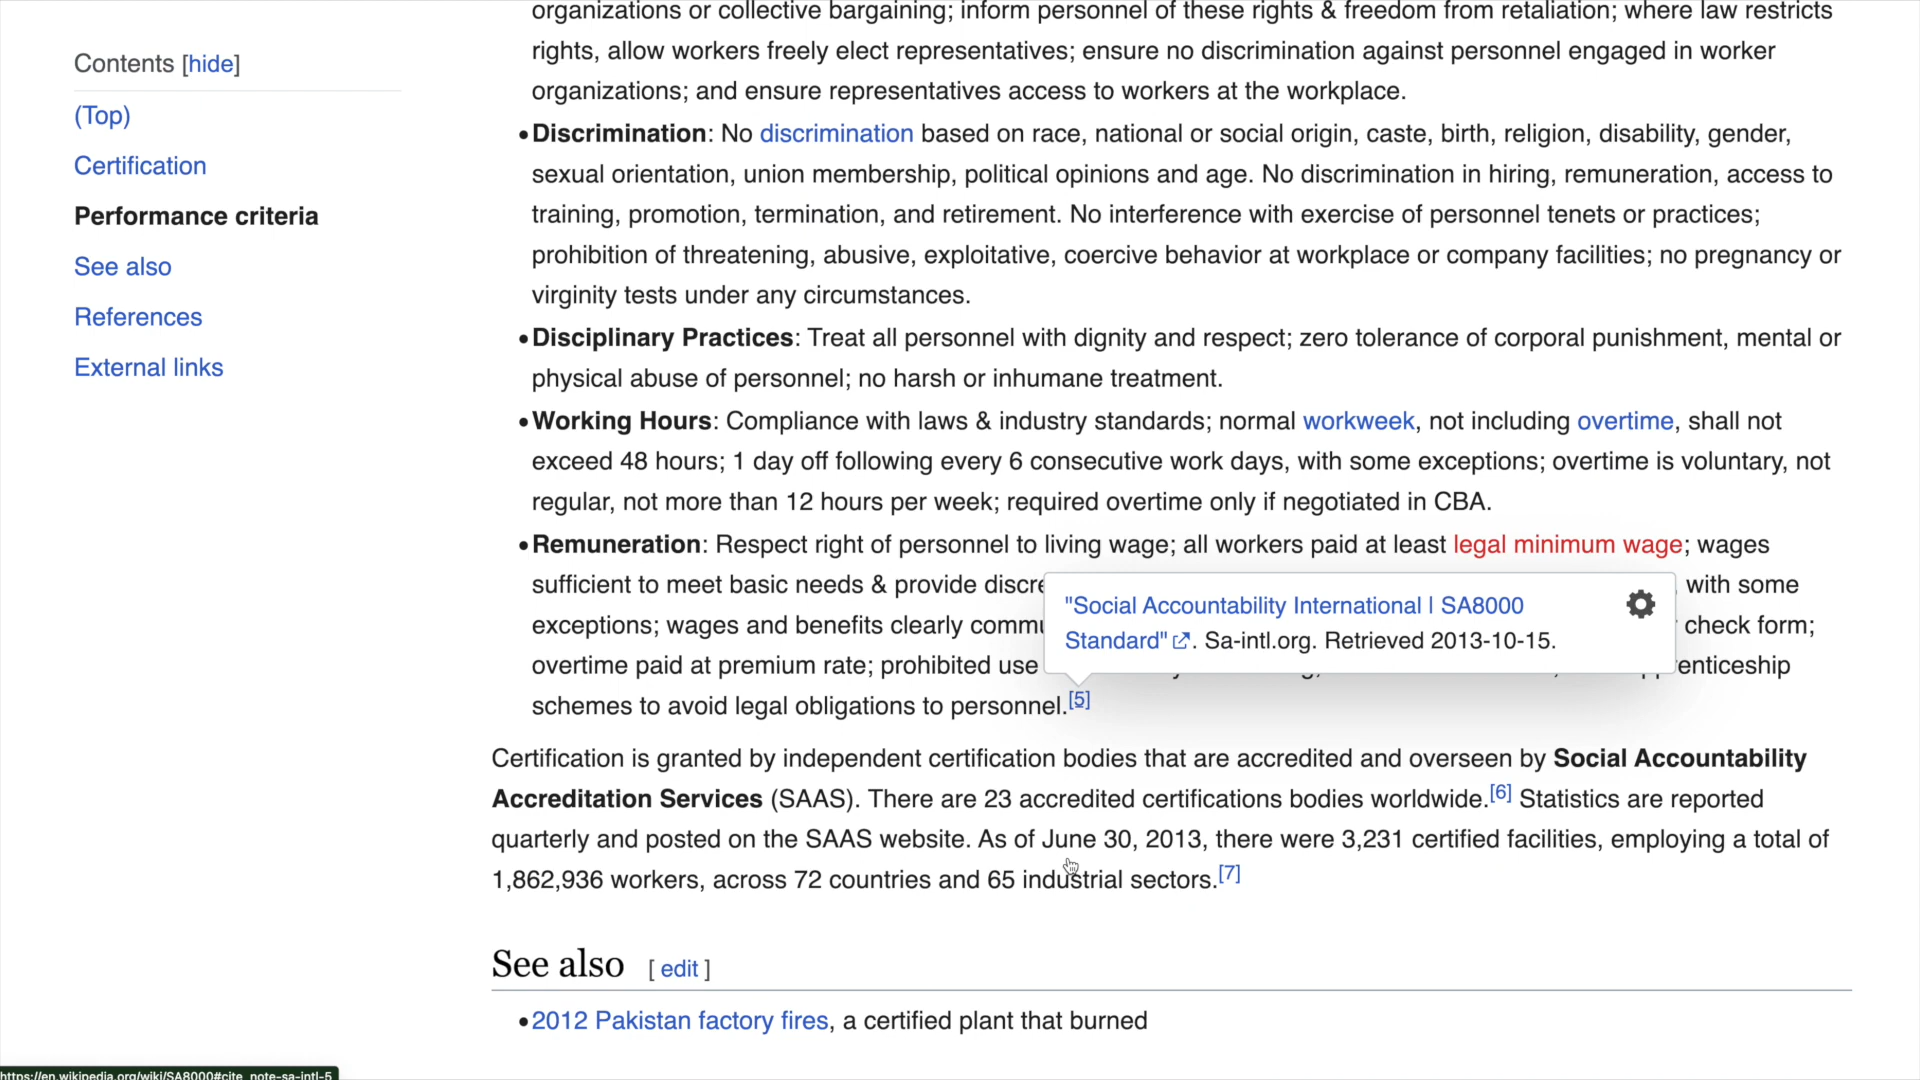 organizations or collective bargaining; inform personnel of these rights & freedom from retaliation; where law restricts
rights, allow workers freely elect representatives; ensure no discrimination against personnel engaged in worker
organizations; and ensure representatives access to workers at the workplace.
Contents [hide]
(Top)
Certification
Performance criteria
See also
References
External links
• Discrimination: No discrimination based on race, national or social origin, caste, birth, religion, disability, gender,
sexual orientation, union membership, political opinions and age. No discrimination in hiring, remuneration, access to
training, promotion, termination, and retirement. No interference with exercise of personnel tenets or practices;
prohibition of threatening, abusive, exploitative, coercive behavior at workplace or company facilities; no pregnancy or
virginity tests under any circumstances.
• Disciplinary Practices: Treat all personnel with dignity and respect; zero tolerance of corporal punishment, mental or
physical abuse of personnel; no harsh or inhumane treatment.
• Working Hours: Compliance with laws & industry standards; normal workweek, not including overtime, shall not
exceed 48 hours; 1 day off following every 6 consecutive work days, with some exceptions; overtime is voluntary, not
regular, not more than 12 hours per week; required overtime only if negotiated in CBA.
• Remuneration: Respect right of personnel to living wage; all workers paid at least legal minimum wage; wages
sufficient to meet basic needs & provide with some
exceptions; wages and benefits clearly check form;
overtime paid at premium rate; prohibited use
schemes to avoid legal obligations to personnel.[5]
"Social Accountability International | SA8000
Standard". Sa-intl.org. Retrieved 2013-10-15.
Certification is granted by independent certification bodies that are accredited and overseen by Social Accountability
Accreditation Services (SAAS). There are 23 accredited certifications bodies worldwide.[6] Statistics are reported
quarterly and posted on the SAAS website. As of June 30, 2013, there were 3,231 certified facilities, employing a total of
1,862,936 workers, across 72 countries and 65 industrial sectors.[7]
See also [ edit ]
• 2012 Pakistan factory fires, a certified plant that burned
https://en.wikipedia.org/wiki/SA8000#cite_note-sa-intl-5